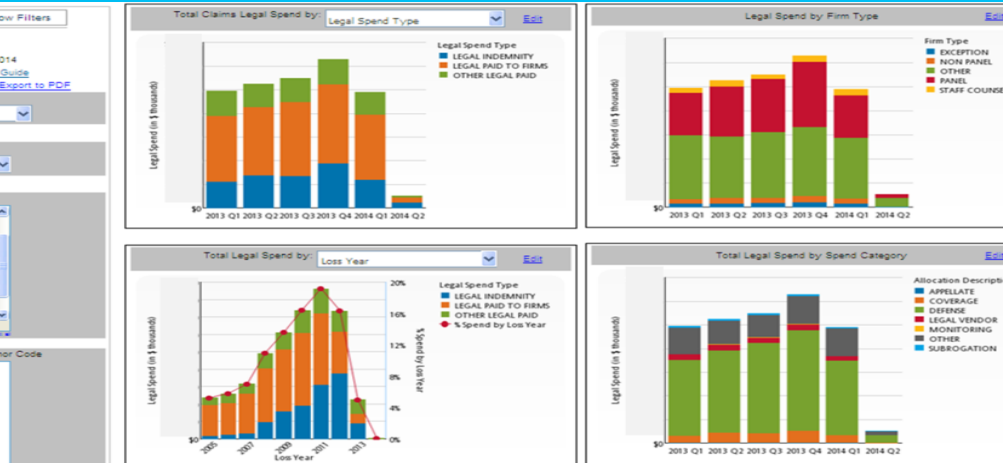 ow Filters
014
Guide
Export to PDF
or Code
Total Claims Legal Spend by:
Legal Spend Type
Edit
Legal Spend (in $ thousands)
$0
2013 Q1 2013 Q2 2013 Q3 2013 Q4 2014 Q1 2014 Q2
Legal Spend Type
LEGAL INDEMNITY
LEGAL PAID TO FIRMS
OTHER LEGAL PAID
Legal Spend by Firm Type
Edit
Legal Spend (in $ thousands)
$0
2013 Q1 2013 Q2 2013 Q3 2013 Q4 2014 Q1 2014 Q2
Firm Type
EXCEPTION
NON PANEL
OTHER
PANEL
STAFF COUNSE
Total Legal Spend by:
Loss Year
Edit
Legal Spend (in $ thousands)
$0
2005 2007 2009 2011 2013
Loss Year
20%
16%
12%
8%
4%
0%
% Spend by Loss Year
Legal Spend Type
LEGAL INDEMNITY
LEGAL PAID TO FIRMS
OTHER LEGAL PAID
% Spend by Loss Year
Total Legal Spend by Spend Category
Edit
Legal Spend (in $ thousands)
$0
2013 Q1 2013 Q2 2013 Q3 2013 Q4 2014 Q1 2014 Q2
Allocation Descripti
APPELLATE
COVERAGE
DEFENSE
LEGAL VENDOR
MONITORING
OTHER
SUBROGATION